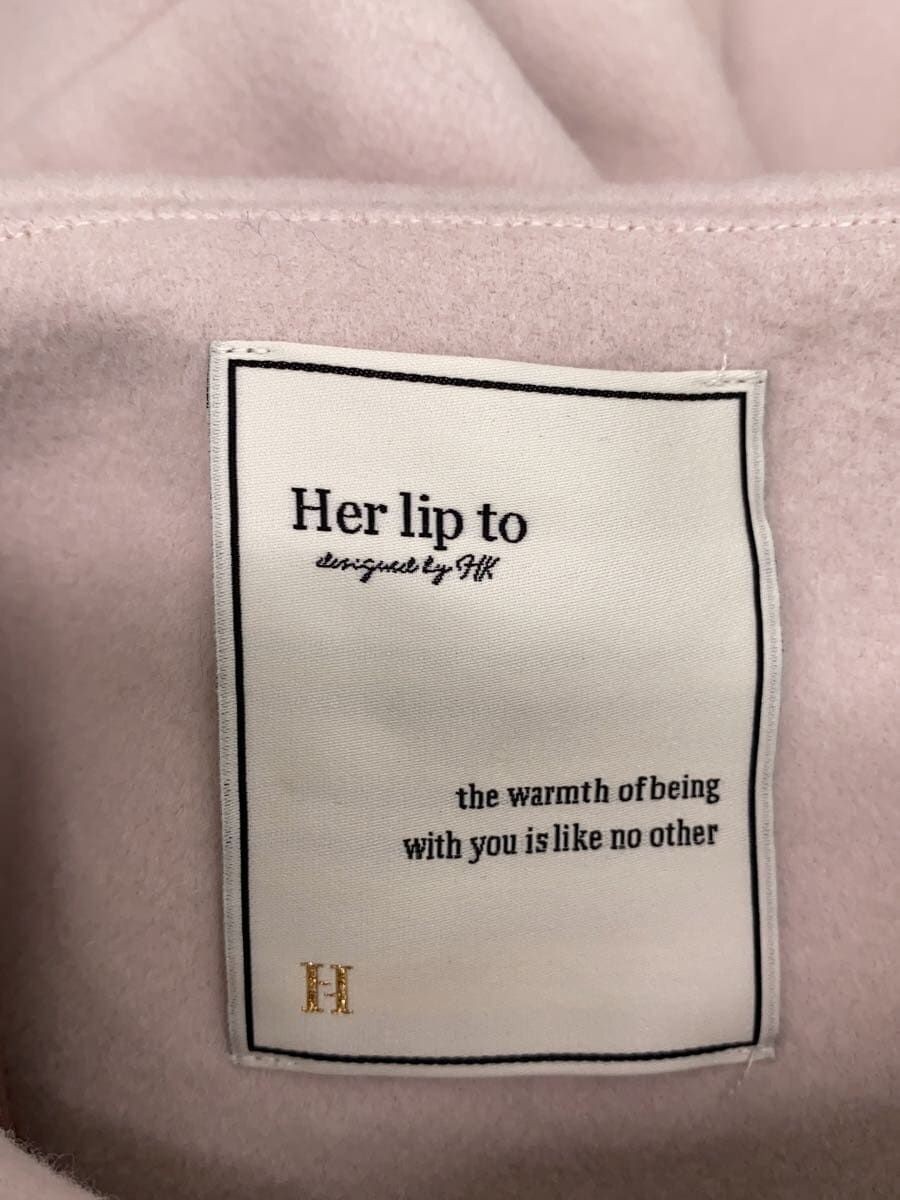 Her lip to
designed by HK
the warmth of being
with you is like no other
H